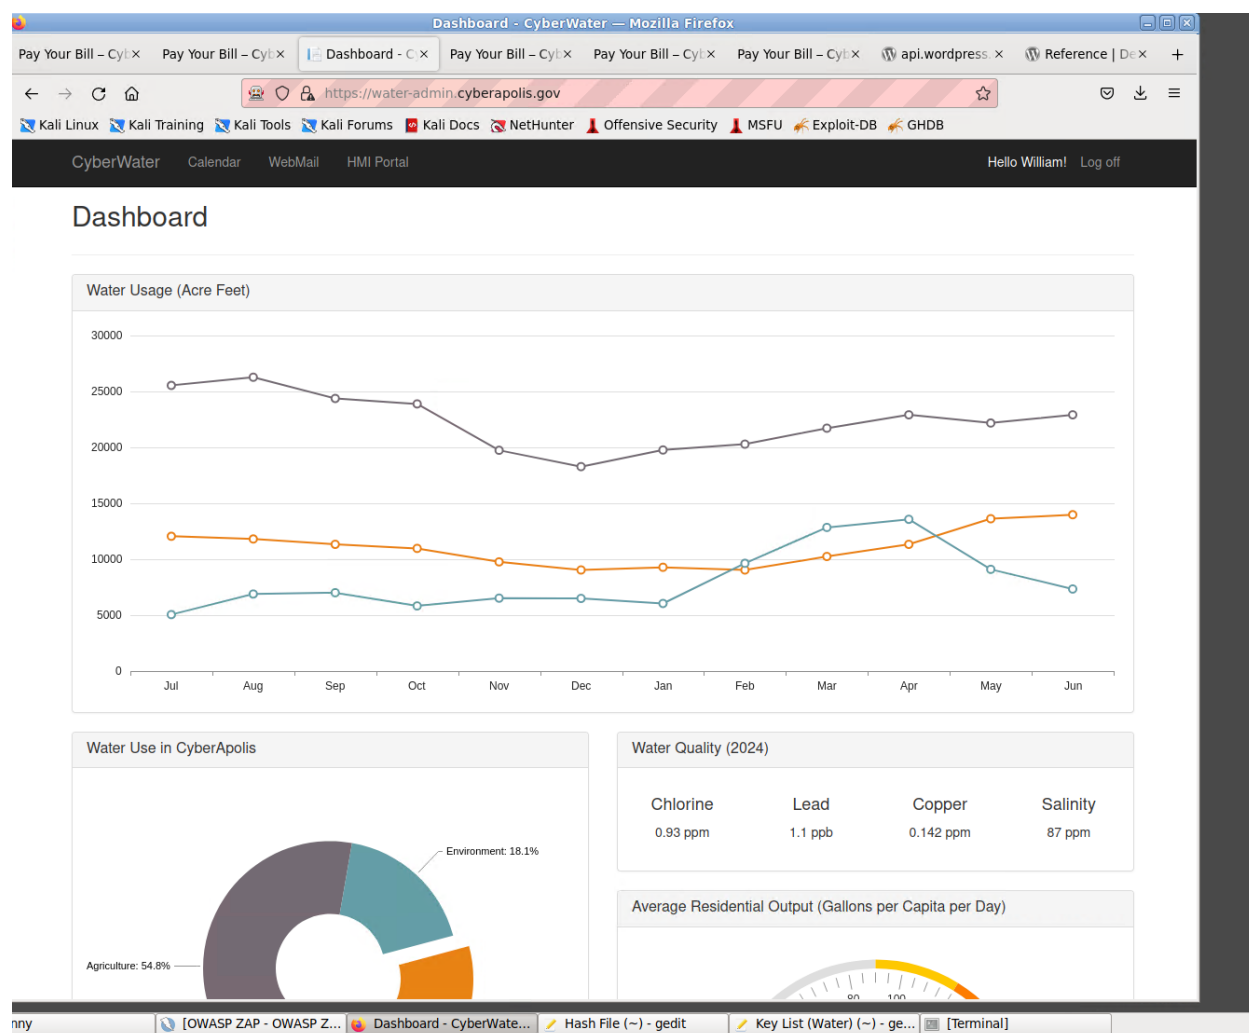 Dashboard - CyberWater — Mozilla Firefox
Pay Your Bill – Cyb× Pay Your Bill – Cyb× Dashboard - C × Pay Your Bill – Cyb× Pay Your Bill – Cyb× Pay Your Bill – Cyb× api.wordpress. × Reference | De× +
https://water-admin.cyberapolis.gov
Kali Linux Kali Training Kali Tools Kali Forums Kali Docs NetHunter Offensive Security MSFU Exploit-DB GHDB
CyberWater Calendar WebMail HMI Portal Hello William! Log off
Dashboard
Water Usage (Acre Feet)
30000
25000
20000
15000
10000
5000
0
Jul Aug Sep Oct Nov Dec Jan Feb Mar Apr May Jun
Water Use in CyberApolis
Environment: 18.1%
Agriculture: 54.8%
Water Quality (2024)
Chlorine Lead Copper Salinity
0.93 ppm 1.1 ppb 0.142 ppm 87 ppm
Average Residential Output (Gallons per Capita per Day)
80 100
nny [OWASP ZAP - OWASP Z... Dashboard - CyberWate... Hash File (~) - gedit Key List (Water) (~) - ge... [Terminal]